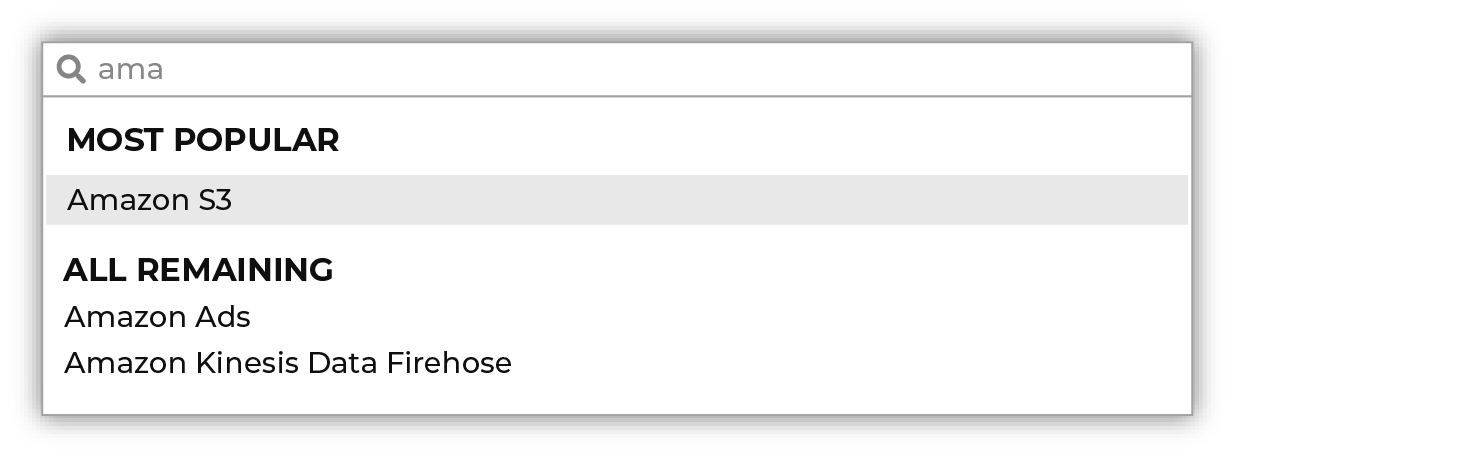 ama
MOST POPULAR
Amazon S3
ALL REMAINING
Amazon Ads
Amazon Kinesis Data Firehose